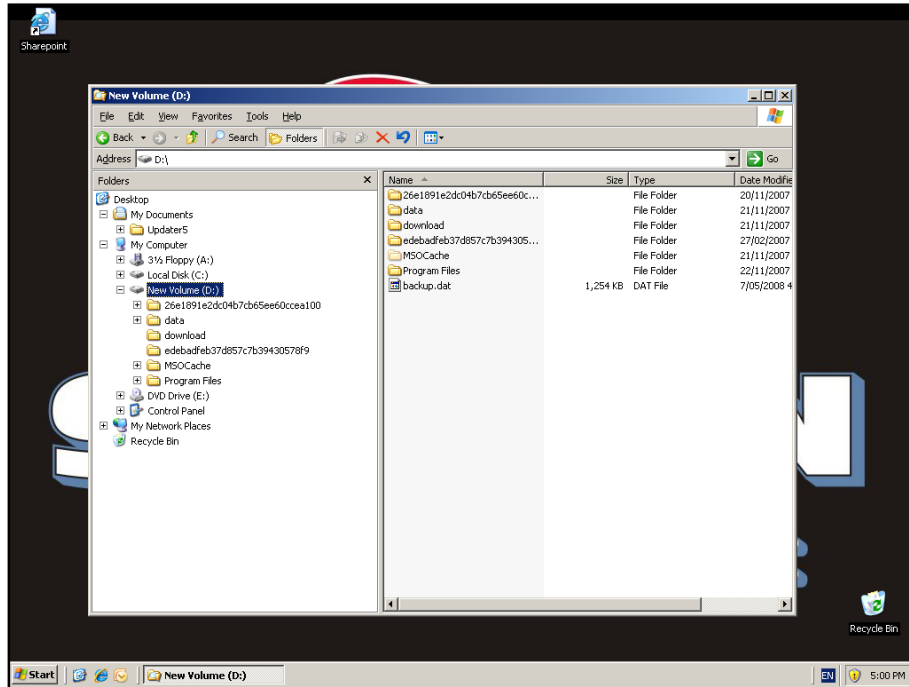 Sharepoint
New Volume (D:)
File Edit View Favorites Tools Help
Back Search Folders
Address D:\ Go
Folders x
Desktop
My Documents
Updater5
My Computer
3½ Floppy (A:)
Local Disk (C:)
New Volume (D:)
26e1891e2dc04b7cb65ee60ccea100
data
download
edebadfeb37d857c7b39430578f9
MSOCache
Program Files
DVD Drive (E:)
Control Panel
My Network Places
Recycle Bin
Name Size Type Date Modifie
26e1891e2dc04b7cb65ee60c... File Folder 20/11/2007
data File Folder 21/11/2007
download File Folder 21/11/2007
edebadfeb37d857c7b394305... File Folder 27/02/2007
MSOCache File Folder 21/11/2007
Program Files File Folder 22/11/2007
backup.dat 1,254 KB DAT File 7/05/2008 4
Recycle Bin
Start New Volume (D:) EN 5:00 PM